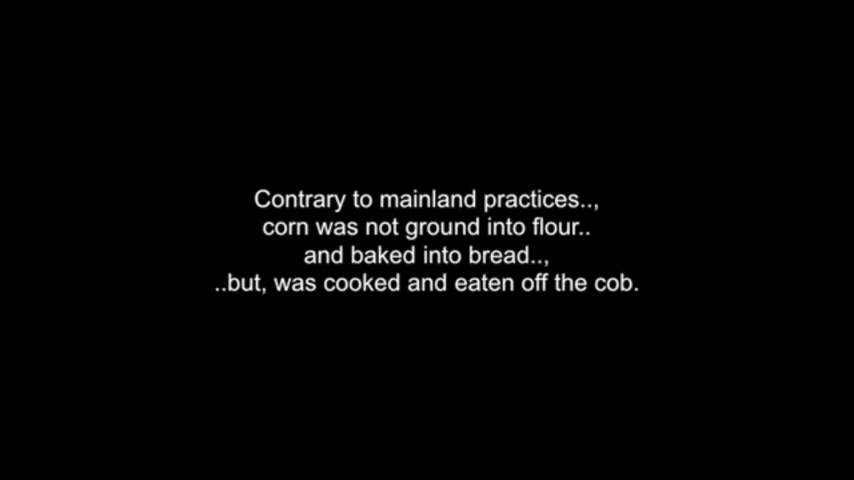 Contrary to mainland practices..,
corn was not ground into flour..
and baked into bread..,
..but, was cooked and eaten off the cob.